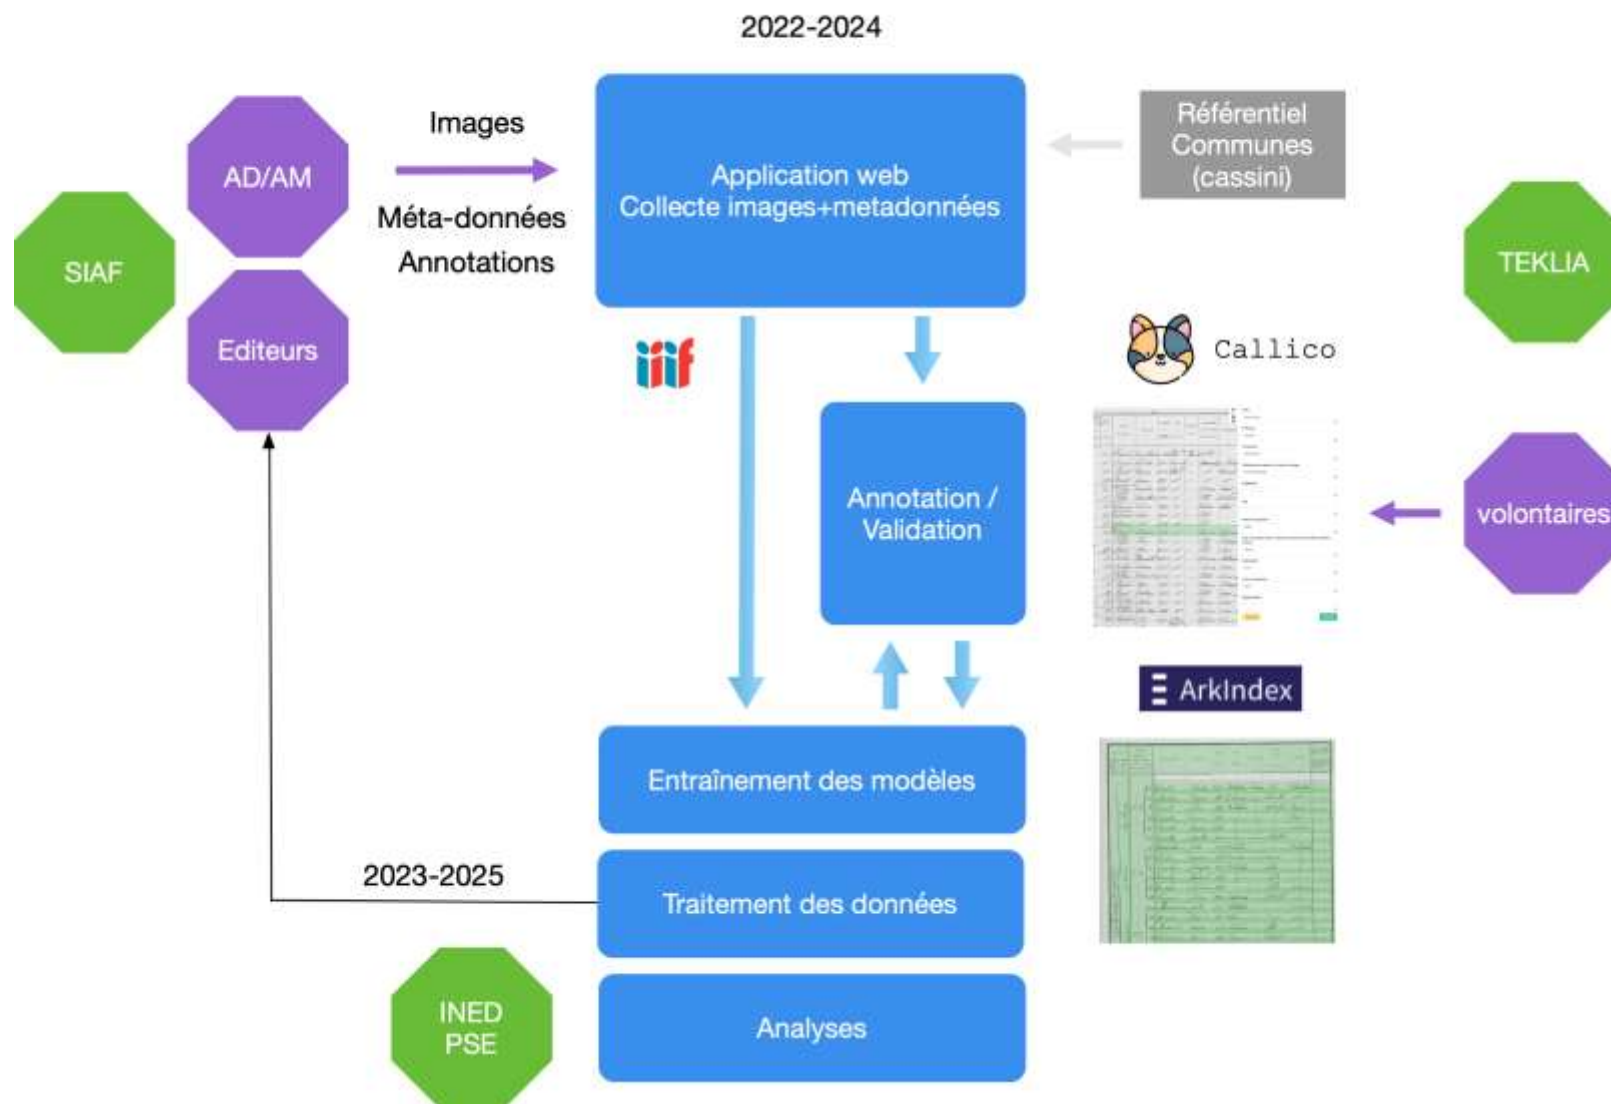 2022-2024
Images
Méta-données
Annotations
AD/AM
SIAF
Editeurs
Application web
Collecte images+metadonnées
Référentiel
Communes
(cassini)
TEKLIA
iiif
Callico
Annotation /
Validation
volontaires
ArkIndex
Entraînement des modèles
2023-2025
Traitement des données
INED
PSE
Analyses